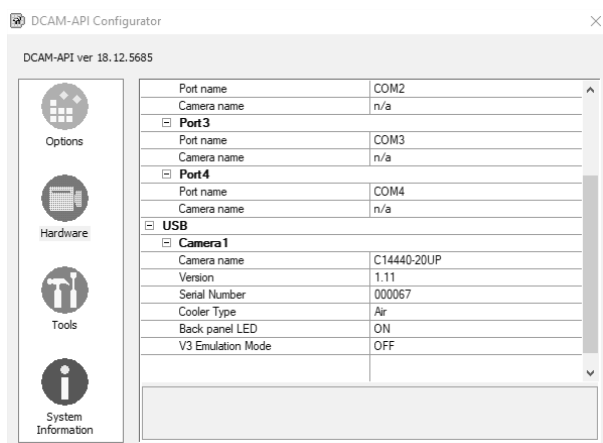 DCAM-API Configurator
DCAM-API ver 18.12.5685
Options
Hardware
Tools
System
Information
Port name COM2
Camera name n/a
Port3
Port name COM3
Camera name n/a
Port4
Port name COM4
Camera name n/a
USB
Camera1
Camera name C14440-20UP
Version 1.11
Serial Number 000067
Cooler Type Air
Back panel LED ON
V3 Emulation Mode OFF